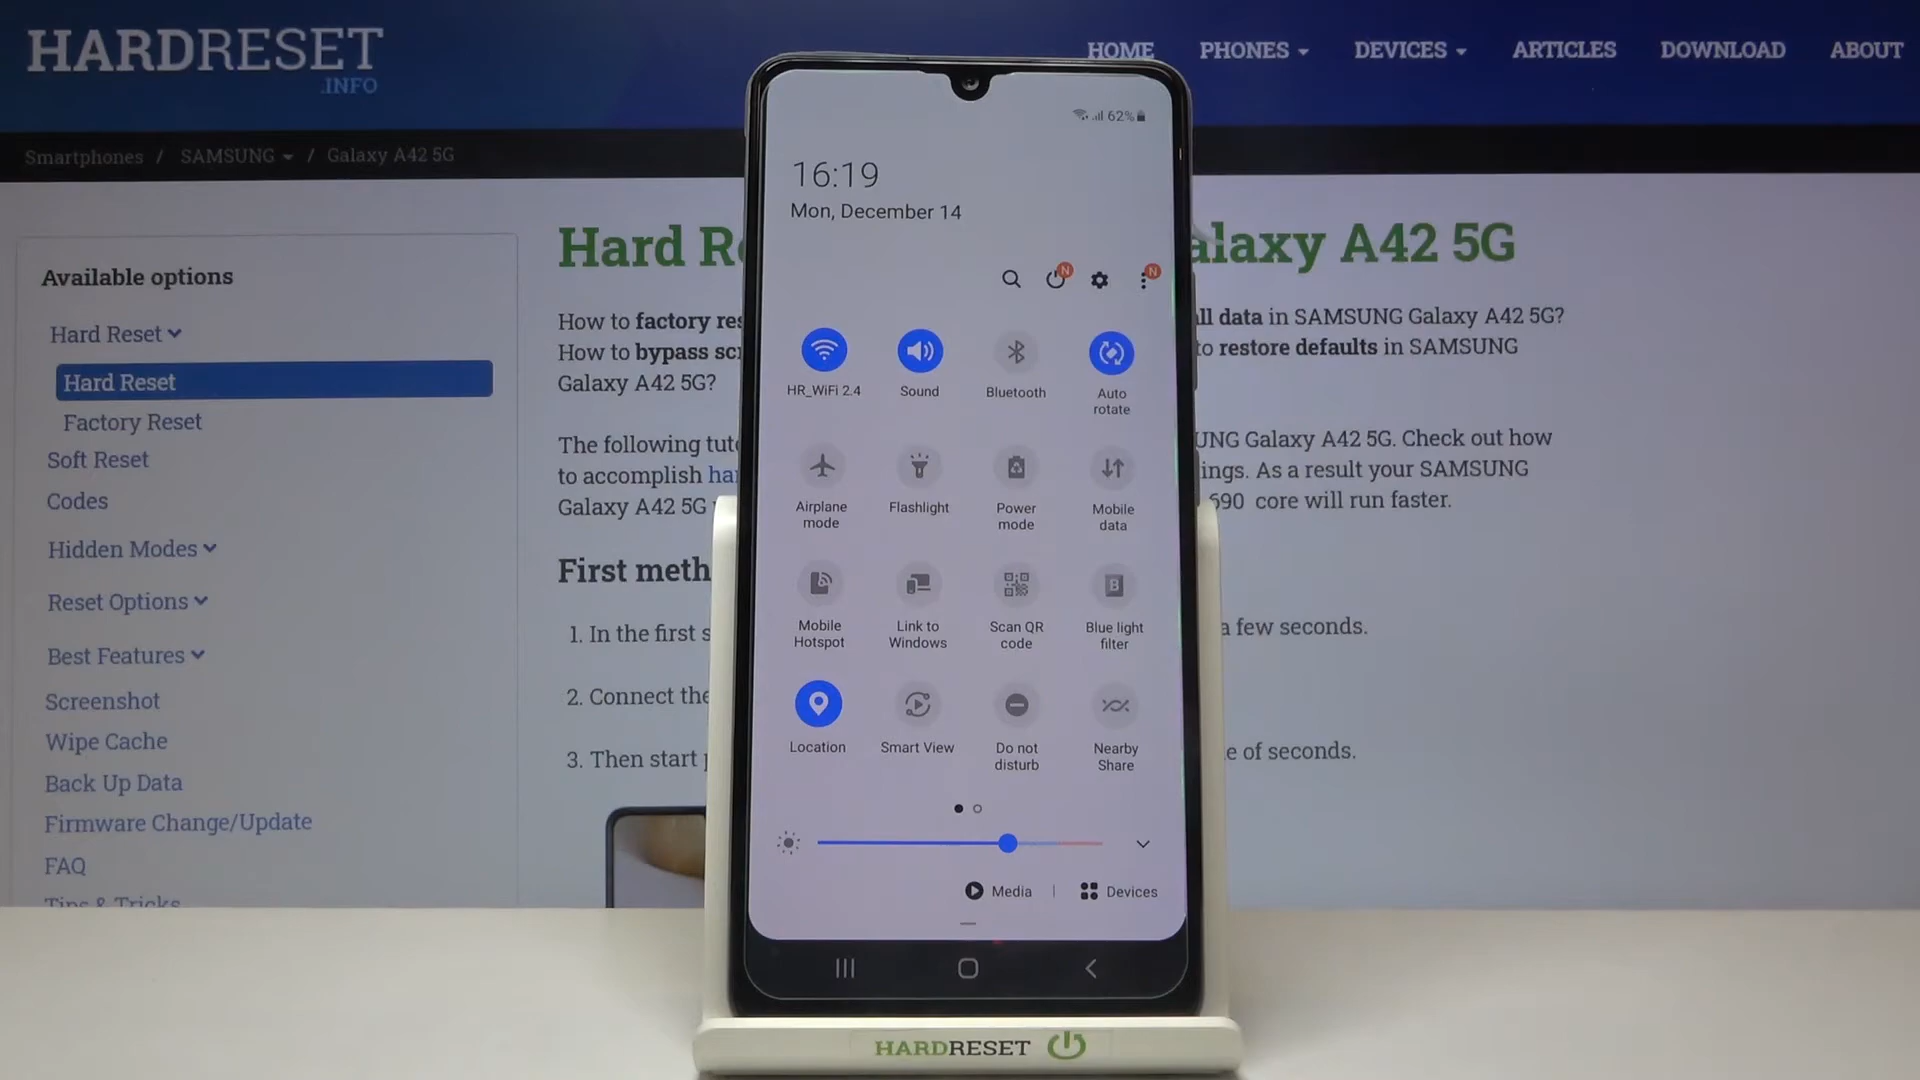 HARDRESET
.INFO
HOME PHONES DEVICES ARTICLES DOWNLOAD ABOUT
Smartphones / SAMSUNG / Galaxy A42 5G
Available options
Hard Reset
Hard Reset
Factory Reset
Soft Reset
Codes
Hidden Modes
Reset Options
Best Features
Screenshot
Wipe Cache
Back Up Data
Firmware Change/Update
FAQ
Tips & Tricks
Hard R
alaxy A42 5G
How to factory res
ll data in SAMSUNG Galaxy A42 5G?
How to bypass scr
to restore defaults in SAMSUNG
Galaxy A42 5G?
The following tuto
UNG Galaxy A42 5G. Check out how
to accomplish har
ings. As a result your SAMSUNG
Galaxy A42 5G
690 core will run faster.
First meth
1. In the first s
a few seconds.
2. Connect the
3. Then start p
e of seconds.
62%
16:19
Mon, December 14
N N
HR_WiFi 2.4 Sound Bluetooth Auto rotate
Airplane mode Flashlight Power mode Mobile data
Mobile Hotspot Link to Windows Scan QR code Blue light filter
B
Location Smart View Do not disturb Nearby Share
Media | Devices
HARDRESET